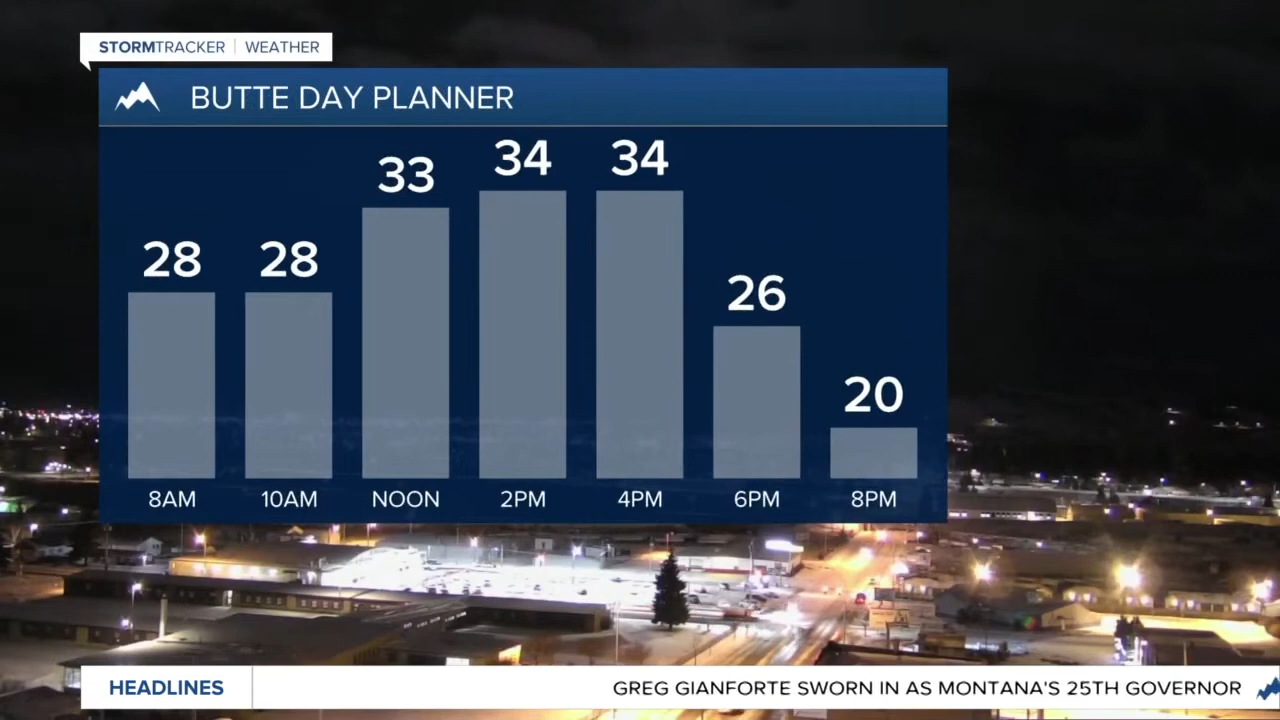 STORMTRACKER | WEATHER
BUTTE DAY PLANNER
28 28 33 34 34 26 20
8AM 10AM NOON 2PM 4PM 6PM 8PM
HEADLINES GREG GIANFORTE SWORN IN AS MONTANA'S 25TH GOVERNOR